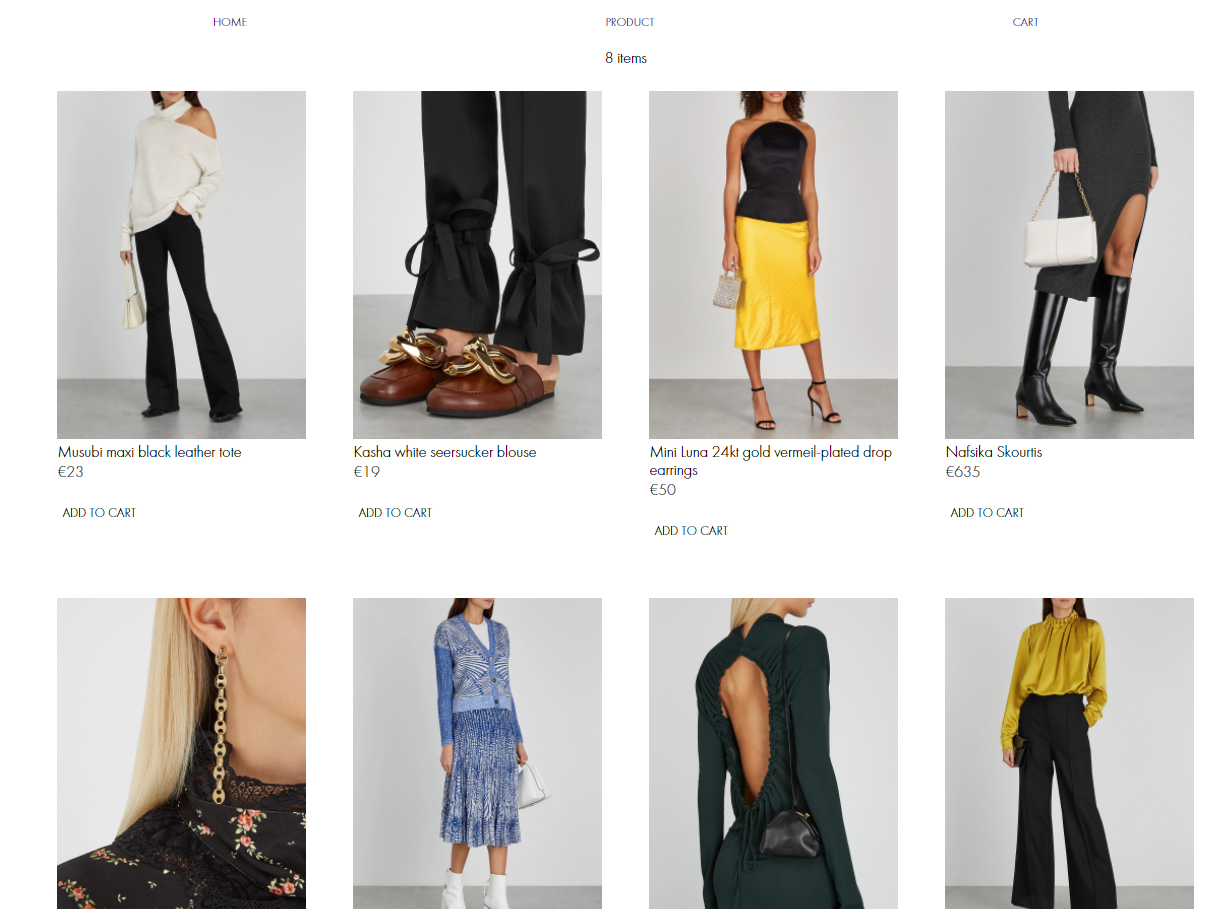 HOME
PRODUCT
CART
8 items
Musubi maxi black leather tote
€23
ADD TO CART
Kasha white seersucker blouse
€19
ADD TO CART
Mini Luna 24kt gold vermeil-plated drop
earrings
€50
ADD TO CART
Nafsika Skourtis
€635
ADD TO CART